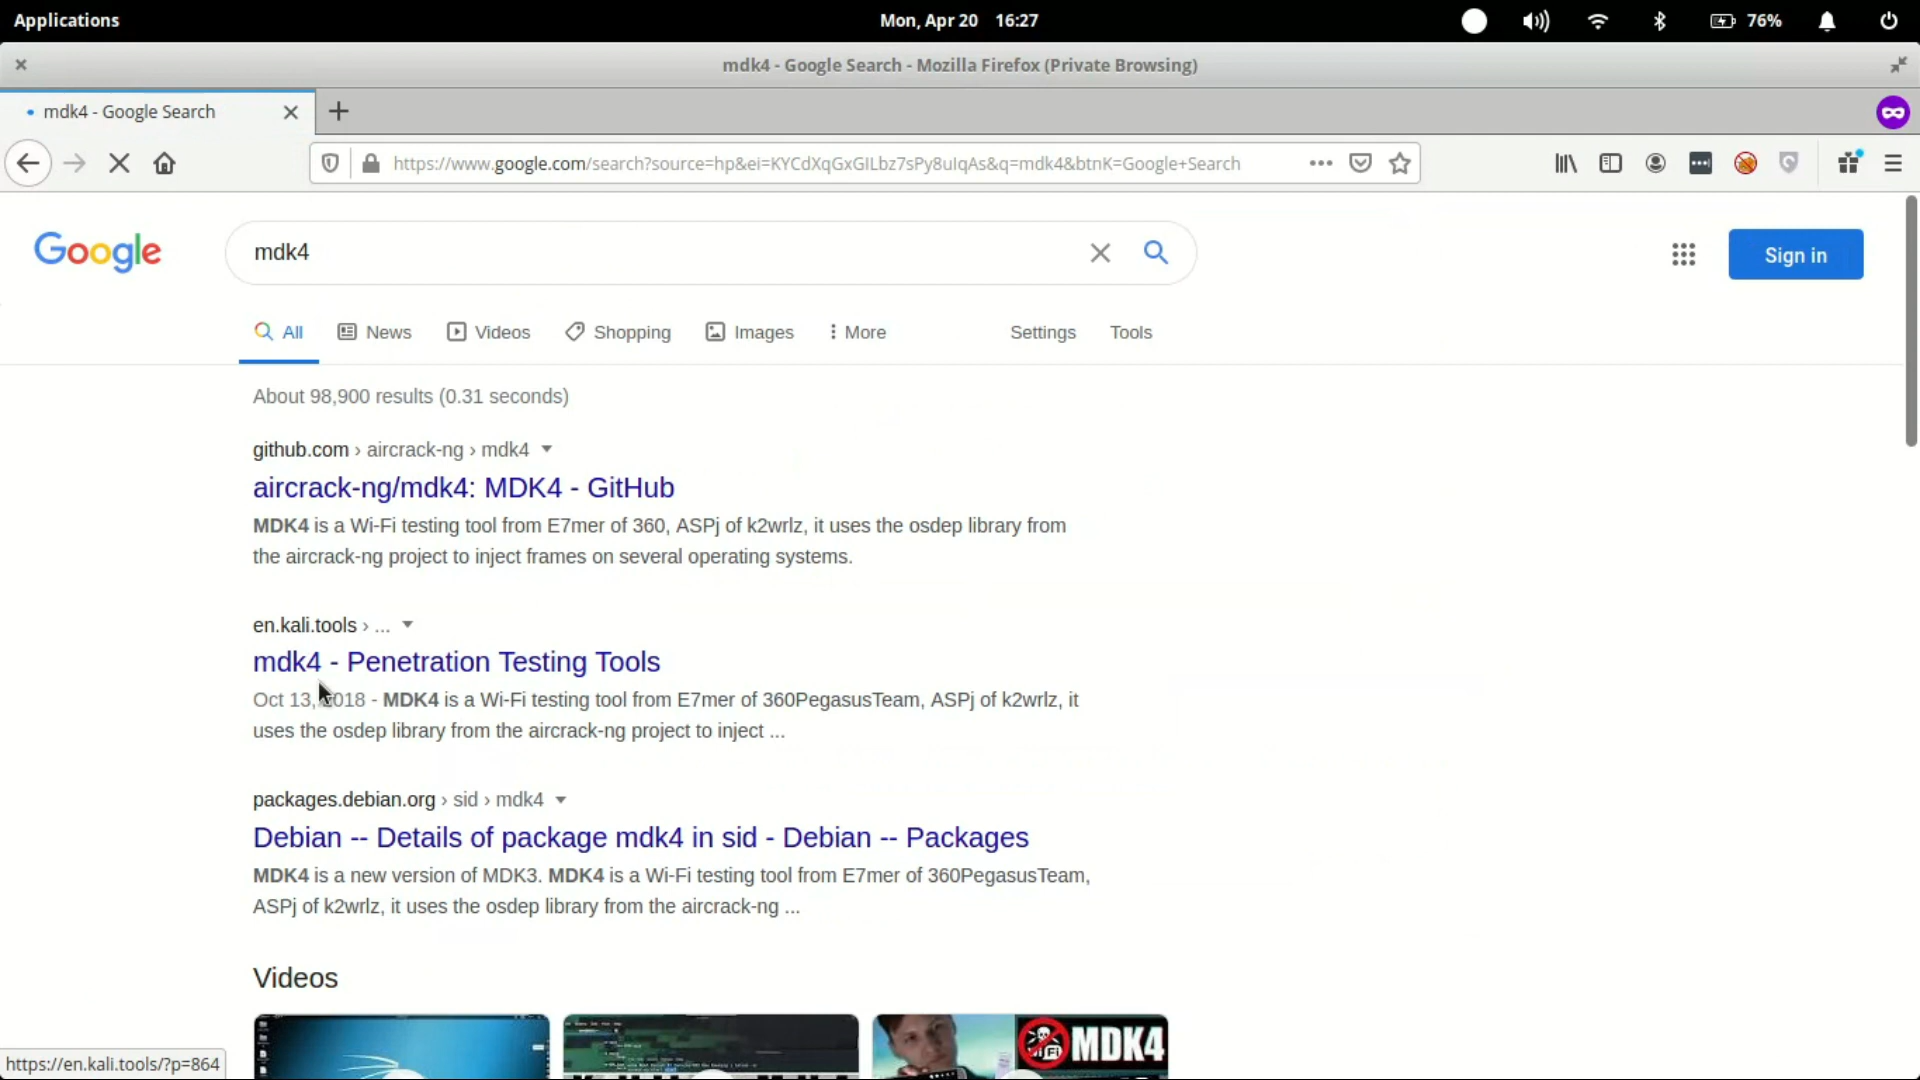 Applications
Mon, Apr 20 16:27
76%
mdk4 - Google Search - Mozilla Firefox (Private Browsing)
mdk4 - Google Search
https://www.google.com/search?source=hp&ei=KYCdXqGxGILbz7sPy8uIqAs&q=mdk4&btnK=Google+Search
Google
mdk4
Sign in
All
News
Videos
Shopping
Images
More
Settings
Tools
About 98,900 results (0.31 seconds)
github.com › aircrack-ng › mdk4
aircrack-ng/mdk4: MDK4 - GitHub
MDK4 is a Wi-Fi testing tool from E7mer of 360, ASPj of k2wrlz, it uses the osdep library from
the aircrack-ng project to inject frames on several operating systems.
en.kali.tools › ...
mdk4 - Penetration Testing Tools
Oct 13, 2018 - MDK4 is a Wi-Fi testing tool from E7mer of 360PegasusTeam, ASPj of k2wrlz, it
uses the osdep library from the aircrack-ng project to inject ...
packages.debian.org › sid › mdk4
Debian -- Details of package mdk4 in sid - Debian -- Packages
MDK4 is a new version of MDK3. MDK4 is a Wi-Fi testing tool from E7mer of 360PegasusTeam,
ASPj of k2wrlz, it uses the osdep library from the aircrack-ng ...
Videos
MDK4
https://en.kali.tools/?p=864